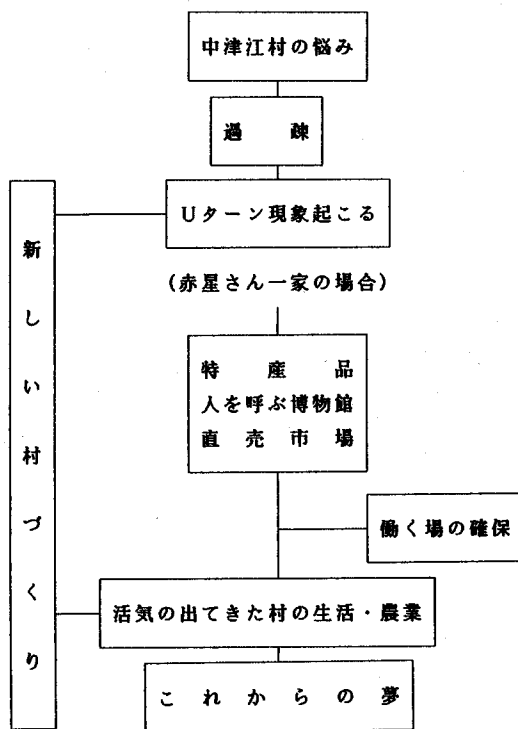 中津江村の悩み
過疎
Uターン現象起こる
(赤星さん一家の場合)
特産品
人を呼ぶ博物館
直売市場
働く場の確保
活気の出てきた村の生活・農業
これからの夢
新しい村づくり